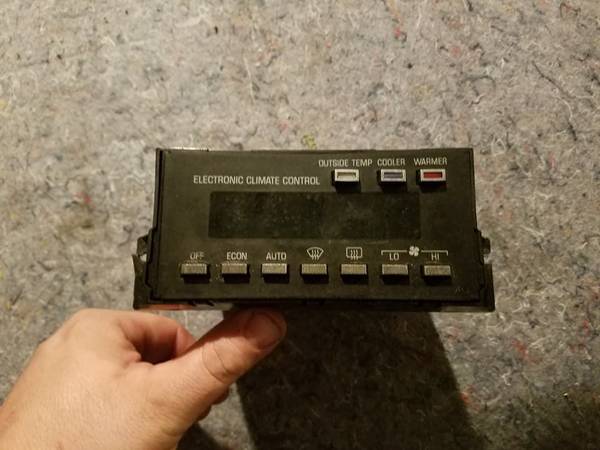 OUTSIDE TEMP COOLER WARMER
ELECTRONIC CLIMATE CONTROL
OFF ECON AUTO LO HI